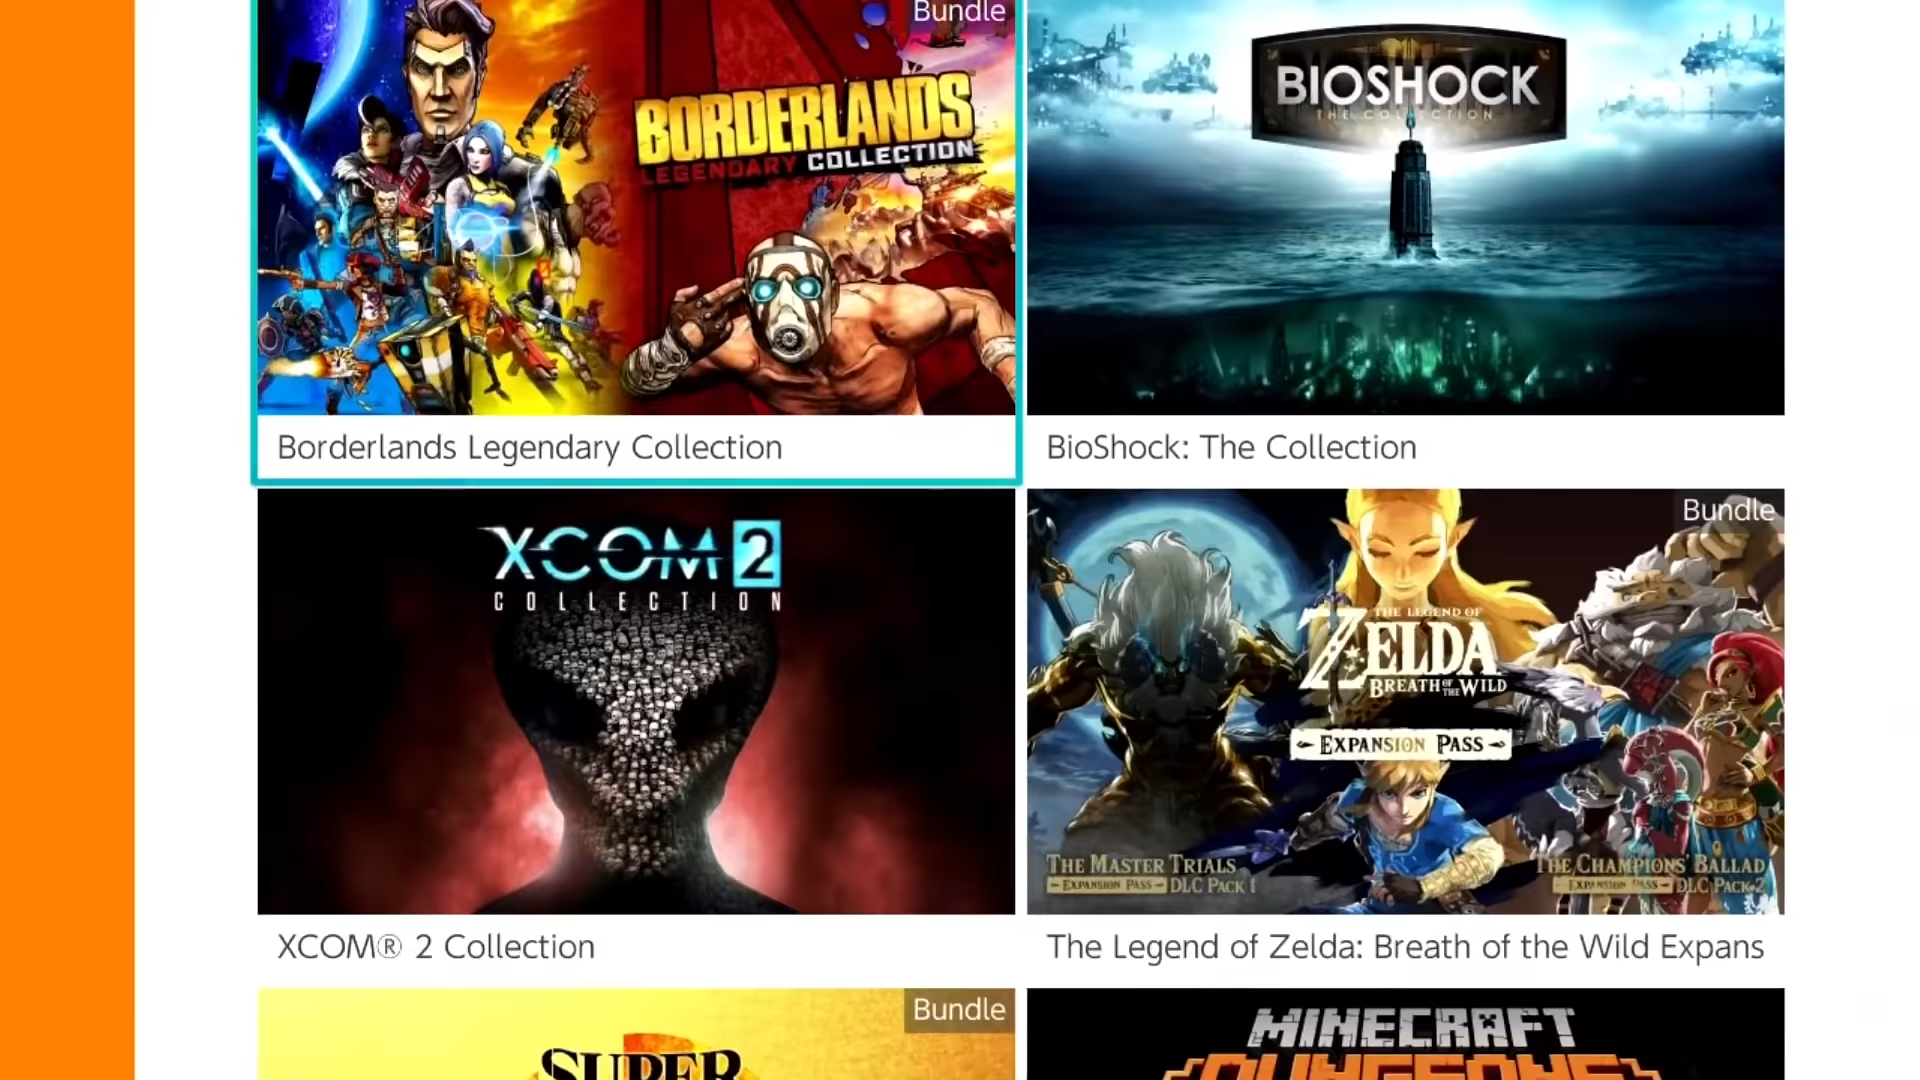 Bundle
BORDERLANDS
LEGENDARY COLLECTION
BIOSHOCK
THE COLLECTION
Borderlands Legendary Collection
BioShock: The Collection
XCOM 2
COLLECTION
Bundle
THE LEGEND OF
ZELDA
BREATH OF THE WILD
EXPANSION PASS
THE MASTER TRIALS
EXPANSION PASS DLC PACK 1
THE CHAMPIONS' BALLAD
EXPANSION PASS DLC PACK 2
XCOM® 2 Collection
The Legend of Zelda: Breath of the Wild Expans
Bundle
SUPER
MINECRAFT
DUNGEONS